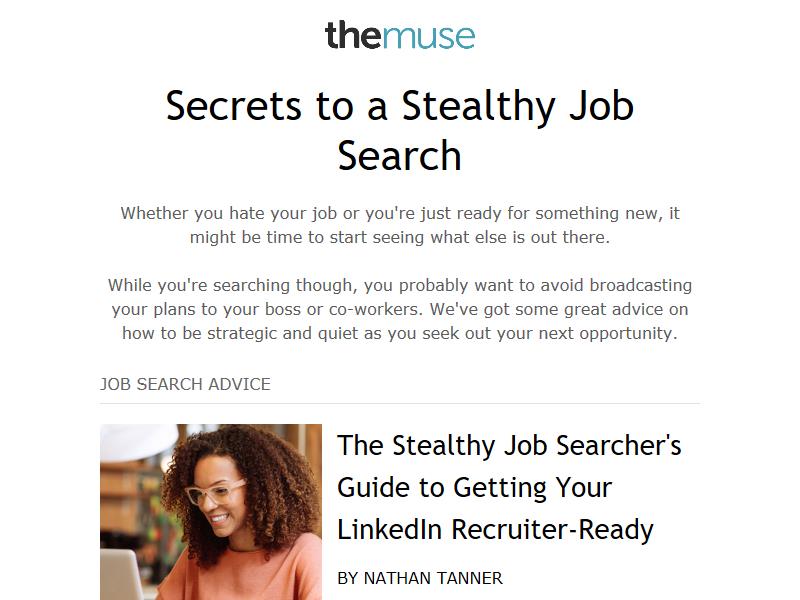 themuse
Secrets to a Stealthy Job
Search
Whether you hate your job or you're just ready for something new, it
might be time to start seeing what else is out there.
While you're searching though, you probably want to avoid broadcasting
your plans to your boss or co-workers. We've got some great advice on
how to be strategic and quiet as you seek out your next opportunity.
JOB SEARCH ADVICE
The Stealthy Job Searcher's
Guide to Getting Your
LinkedIn Recruiter-Ready
BY NATHAN TANNER